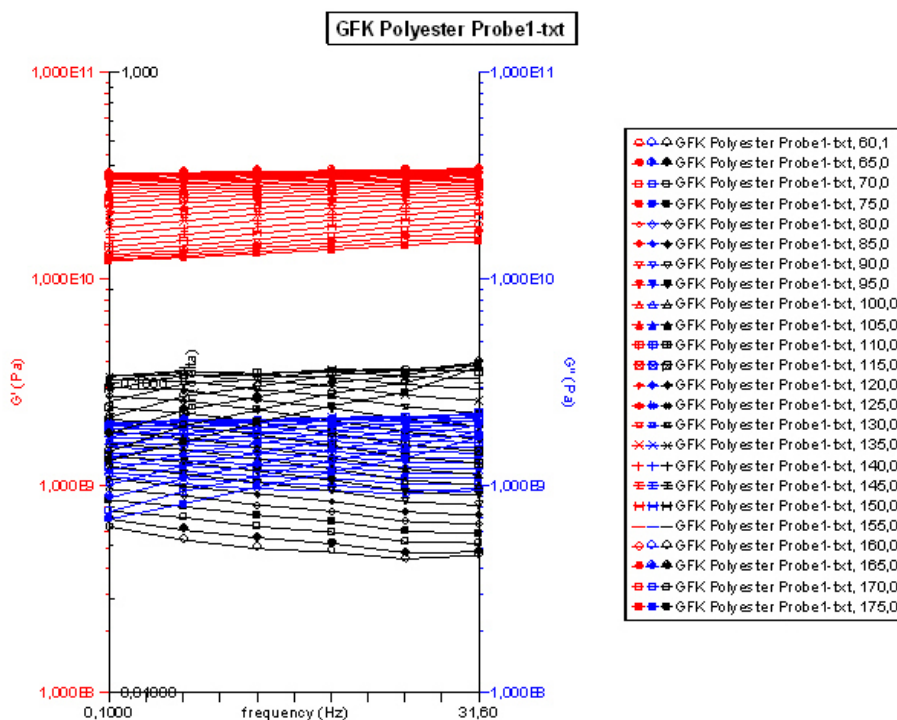 GFK Polyester Probe1-txt
1,000E11
1,000
1,000E11
1,000E10
1,000E10
G' (Pa)
0,1000
G'' (Pa)
1,000E9
1,000E9
1,000E8
0,01000
1,000E8
0,1000
frequency (Hz)
31,60
GFK Polyester Probe1-txt, 60,1
GFK Polyester Probe1-txt, 65,0
GFK Polyester Probe1-txt, 70,0
GFK Polyester Probe1-txt, 75,0
GFK Polyester Probe1-txt, 80,0
GFK Polyester Probe1-txt, 85,0
GFK Polyester Probe1-txt, 90,0
GFK Polyester Probe1-txt, 95,0
GFK Polyester Probe1-txt, 100,0
GFK Polyester Probe1-txt, 105,0
GFK Polyester Probe1-txt, 110,0
GFK Polyester Probe1-txt, 115,0
GFK Polyester Probe1-txt, 120,0
GFK Polyester Probe1-txt, 125,0
GFK Polyester Probe1-txt, 130,0
GFK Polyester Probe1-txt, 135,0
GFK Polyester Probe1-txt, 140,0
GFK Polyester Probe1-txt, 145,0
GFK Polyester Probe1-txt, 150,0
GFK Polyester Probe1-txt, 155,0
GFK Polyester Probe1-txt, 160,0
GFK Polyester Probe1-txt, 165,0
GFK Polyester Probe1-txt, 170,0
GFK Polyester Probe1-txt, 175,0